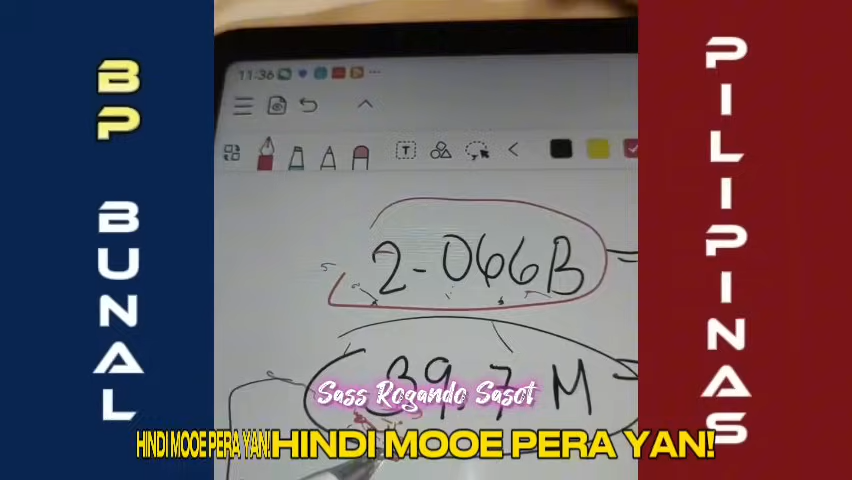 BP BUNAL
PILIPINAS
11:36
T
2-066B
39.7 M
Sass Rogando Sasot
HINDI MOOE PERA YAN! HINDI MOOE PERA YAN!